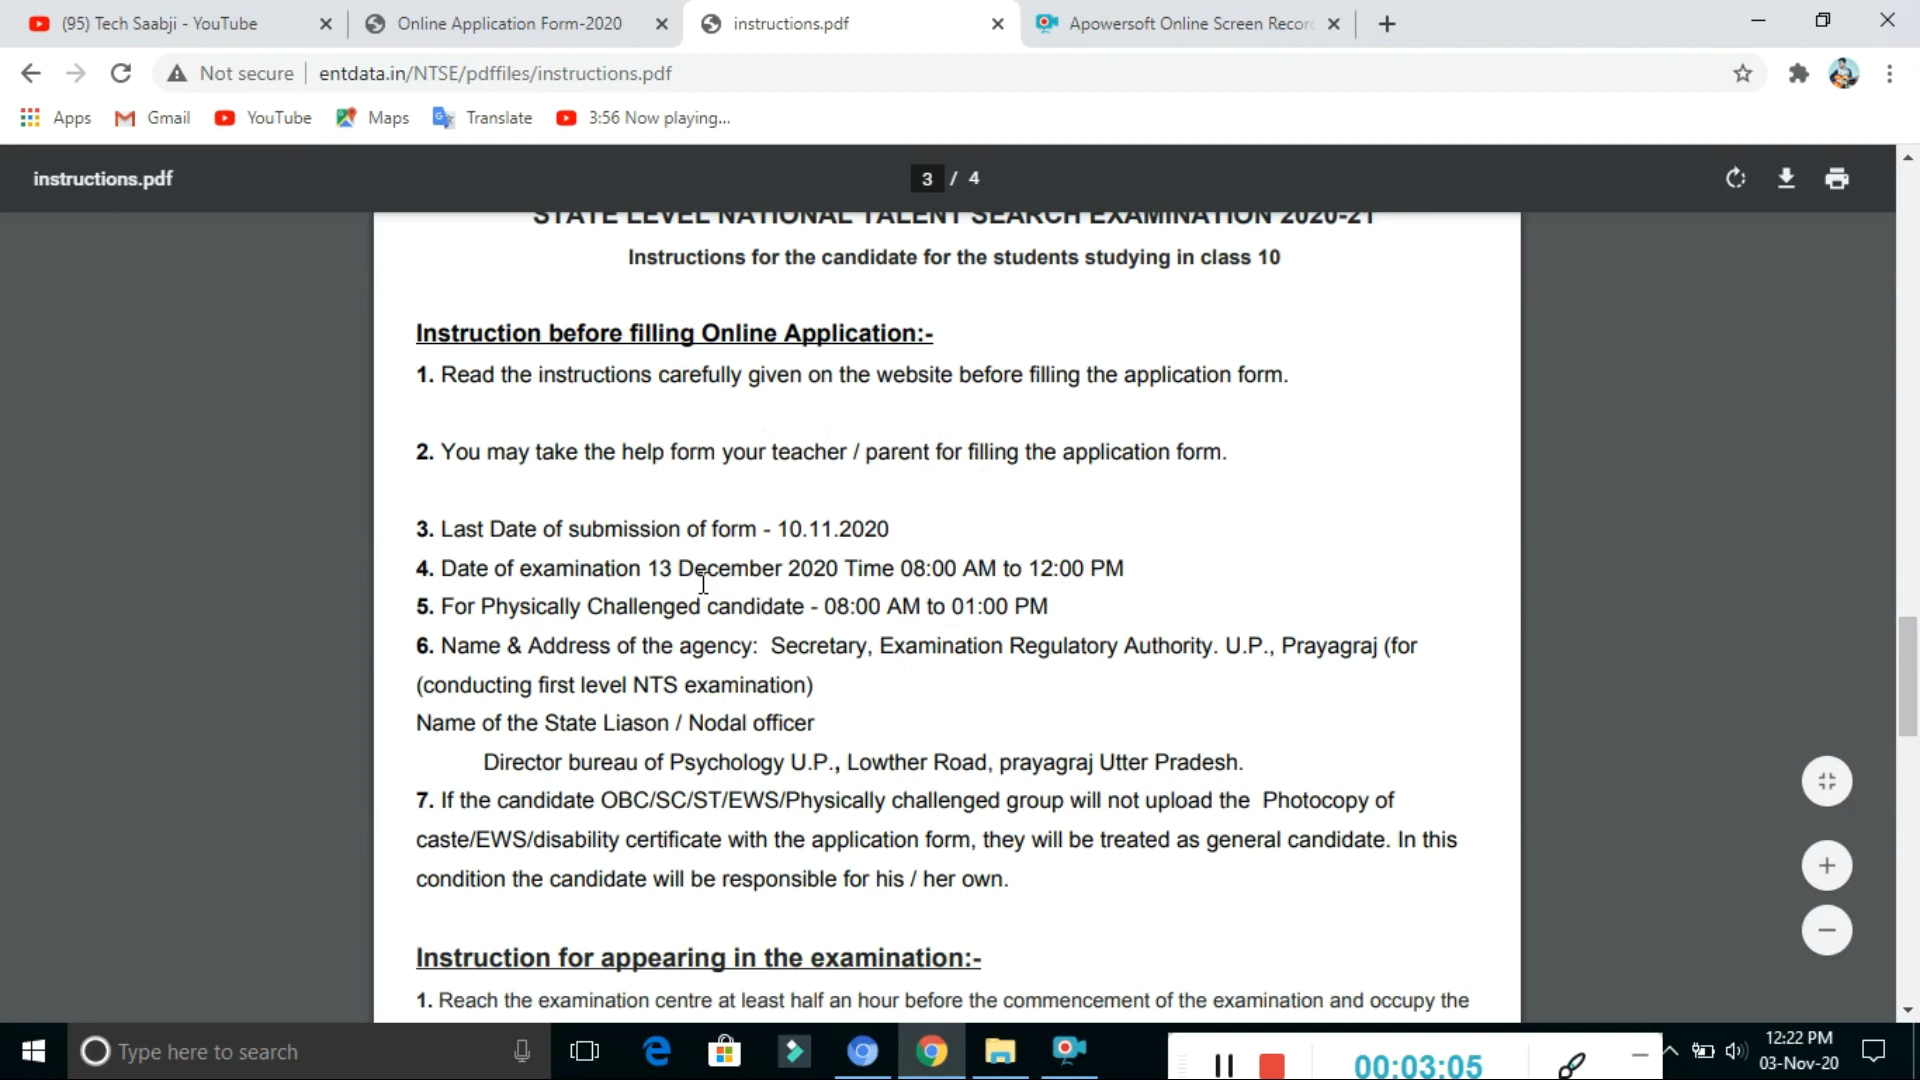 (95) Tech Saabji - YouTube
Online Application Form-2020
instructions.pdf
Apowersoft Online Screen Recor
Not secure
entdata.in/NTSE/pdffiles/instructions.pdf
Apps
Gmail
YouTube
Maps
Translate
3:56 Now playing...
instructions.pdf
3 / 4
STATE LEVEL NATIONAL TALENT SEARCH EXAMINATION 2020-21
Instructions for the candidate for the students studying in class 10
Instruction before filling Online Application:-
1. Read the instructions carefully given on the website before filling the application form.
2. You may take the help form your teacher / parent for filling the application form.
3. Last Date of submission of form - 10.11.2020
4. Date of examination 13 December 2020 Time 08:00 AM to 12:00 PM
5. For Physically Challenged candidate - 08:00 AM to 01:00 PM
6. Name & Address of the agency: Secretary, Examination Regulatory Authority. U.P., Prayagraj (for
(conducting first level NTS examination)
Name of the State Liason / Nodal officer
Director bureau of Psychology U.P., Lowther Road, prayagraj Utter Pradesh.
7. If the candidate OBC/SC/ST/EWS/Physically challenged group will not upload the Photocopy of
caste/EWS/disability certificate with the application form, they will be treated as general candidate. In this
condition the candidate will be responsible for his / her own.
Instruction for appearing in the examination:-
1. Reach the examination centre at least half an hour before the commencement of the examination and occupy the
Type here to search
00:03:05
12:22 PM
03-Nov-20